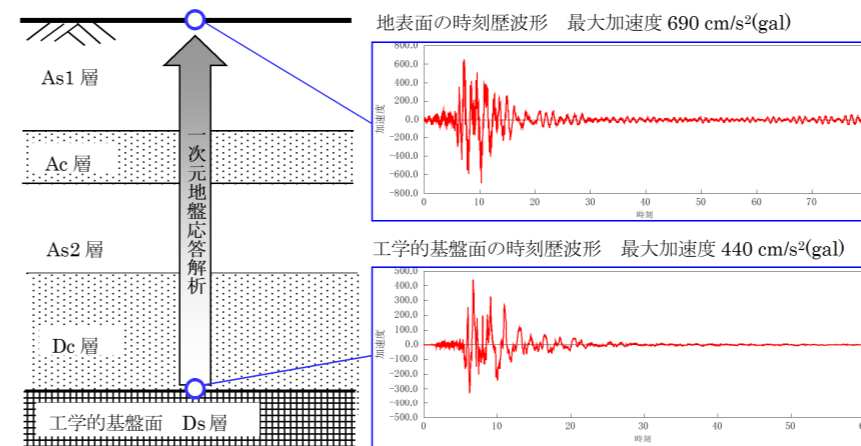 As1 層
Ac 層
As2 層
Dc 層
工学的基盤面 Ds 層
一次元地盤応答解析
地表面の時刻歴波形 最大加速度 690 cm/s²(gal)
800.0
600.0
400.0
200.0
0.0
-200.0
-400.0
-600.0
-800.0
加速度
0 10 20 30 40 50 60 70
時刻
工学的基盤面の時刻歴波形 最大加速度 440 cm/s²(gal)
500.0
400.0
300.0
200.0
100.0
0.0
-100.0
-200.0
-300.0
-400.0
-500.0
加速度
0 10 20 30 40 50
時刻